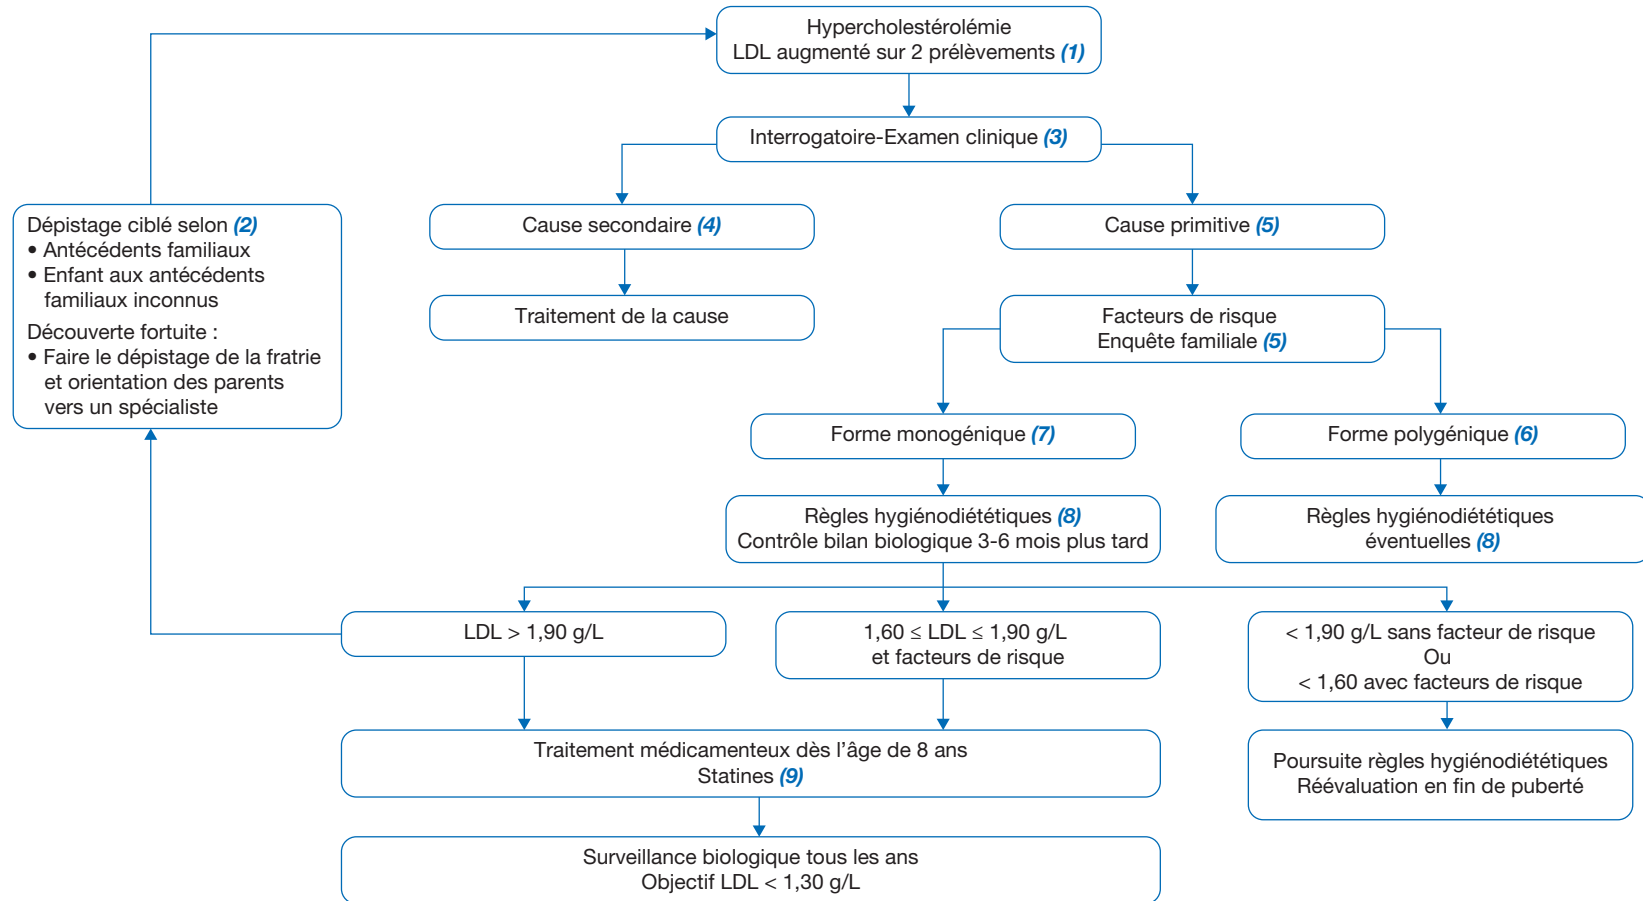 Hypercholestérolémie
LDL augmenté sur 2 prélèvements (1)
Interrogatoire-Examen clinique (3)
Dépistage ciblé selon (2)
• Antécédents familiaux
• Enfant aux antécédents
familiaux inconnus
Découverte fortuite :
• Faire le dépistage de la fratrie
et orientation des parents
vers un spécialiste
Cause secondaire (4)
Cause primitive (5)
Traitement de la cause
Facteurs de risque
Enquête familiale (5)
Forme monogénique (7)
Forme polygénique (6)
Règles hygiénodiététiques (8)
Contrôle bilan biologique 3-6 mois plus tard
Règles hygiénodiététiques
éventuelles (8)
LDL > 1,90 g/L
1,60 ≤ LDL ≤ 1,90 g/L
et facteurs de risque
< 1,90 g/L sans facteur de risque
Ou
< 1,60 avec facteurs de risque
Traitement médicamenteux dès l’âge de 8 ans
Statines (9)
Poursuite règles hygiénodiététiques
Réévaluation en fin de puberté
Surveillance biologique tous les ans
Objectif LDL < 1,30 g/L